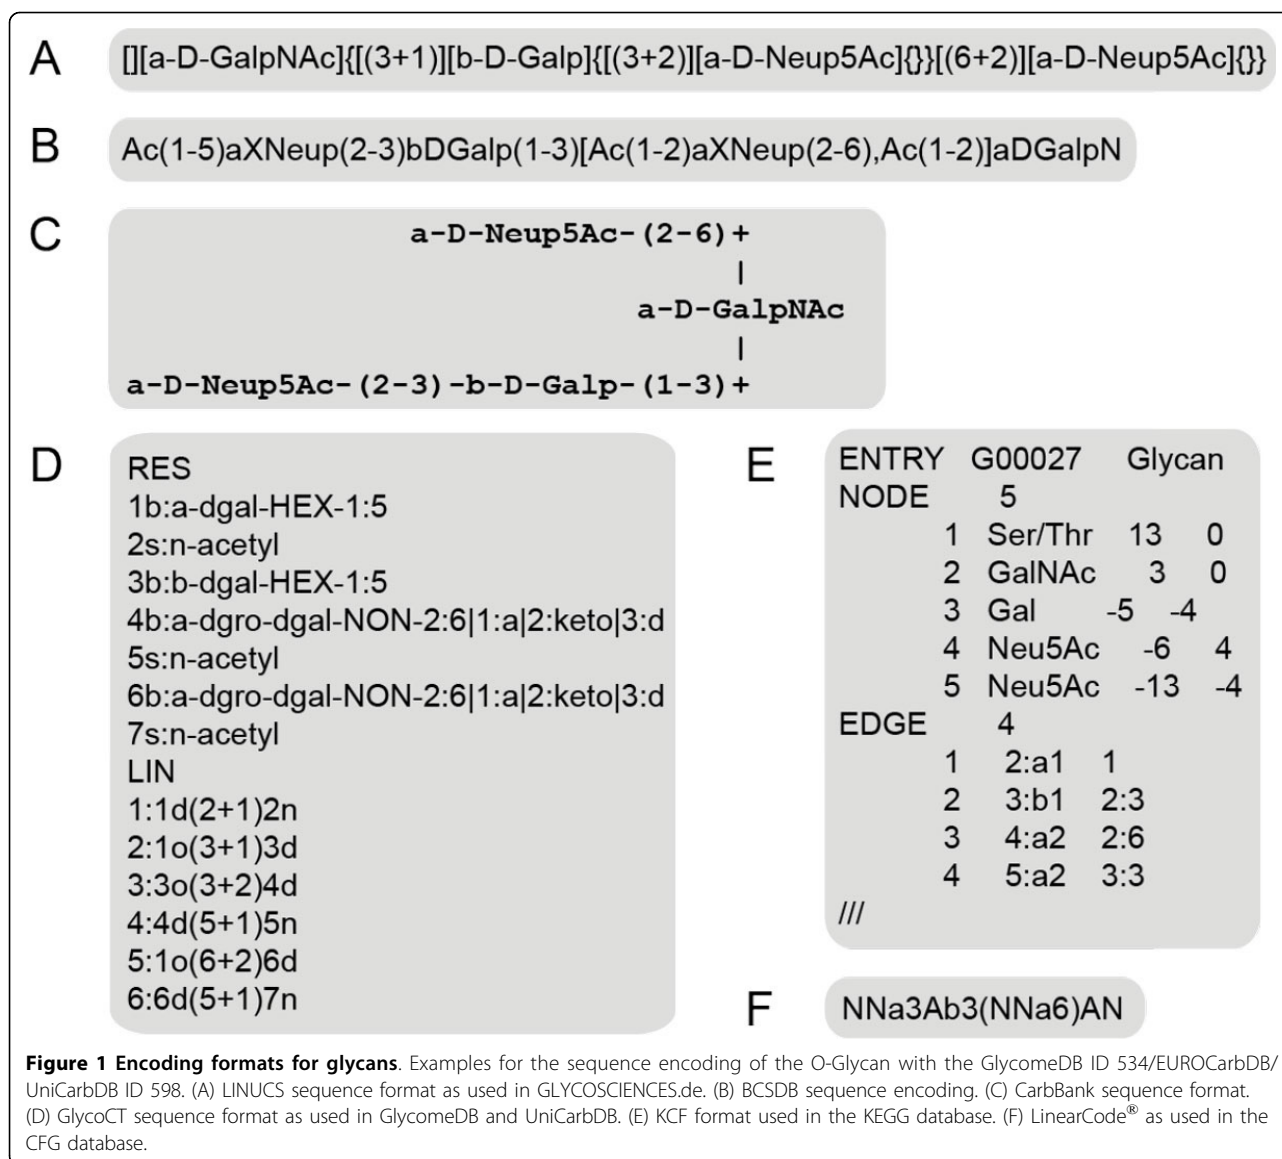 A
[][a-D-GalpNAc]{[(3+1)][b-D-Galp]{[(3+2)][a-D-Neup5Ac]{}}[(6+2)][a-D-Neup5Ac]{}}
B
Ac(1-5)aXNeup(2-3)bDGalp(1-3)[Ac(1-2)aXNeup(2-6),Ac(1-2)]aDGalpN
C
a-D-Neup5Ac-(2-6)+
|
a-D-GalpNAc
|
a-D-Neup5Ac-(2-3)-b-D-Galp-(1-3)+
D
RES
1b:a-dgal-HEX-1:5
2s:n-acetyl
3b:b-dgal-HEX-1:5
4b:a-dgro-dgal-NON-2:6|1:a|2:keto|3:d
5s:n-acetyl
6b:a-dgro-dgal-NON-2:6|1:a|2:keto|3:d
7s:n-acetyl
LIN
1:1d(2+1)2n
2:1o(3+1)3d
3:3o(3+2)4d
4:4d(5+1)5n
5:1o(6+2)6d
6:6d(5+1)7n
E
ENTRY G00027 Glycan
NODE 5
1 Ser/Thr 13 0
2 GalNAc 3 0
3 Gal -5 -4
4 Neu5Ac -6 4
5 Neu5Ac -13 -4
EDGE 4
1 2:a1 1
2 3:b1 2:3
3 4:a2 2:6
4 5:a2 3:3
///
F
NNa3Ab3(NNa6)AN
Figure 1 Encoding formats for glycans. Examples for the sequence encoding of the O-Glycan with the GlycomeDB ID 534/EUROCarbDB/
UniCarbDB ID 598. (A) LINUCS sequence format as used in GLYCOSCIENCES.de. (B) BCSDB sequence encoding. (C) CarbBank sequence format.
(D) GlycoCT sequence format as used in GlycomeDB and UniCarbDB. (E) KCF format used in the KEGG database. (F) LinearCode® as used in the
CFG database.